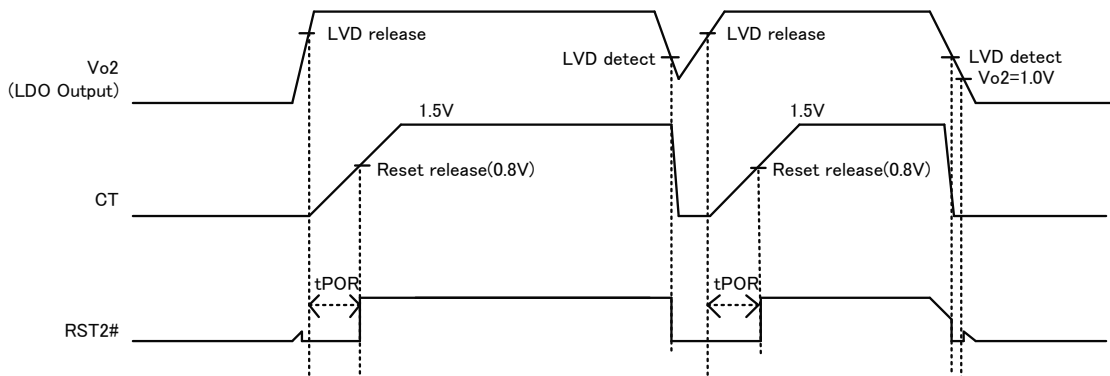 LVD release
LVD release
Vo2
(LDO Output)
LVD detect
LVD detect
Vo2=1.0V
1.5V
1.5V
Reset release(0.8V)
Reset release(0.8V)
CT
tPOR
tPOR
RST2#